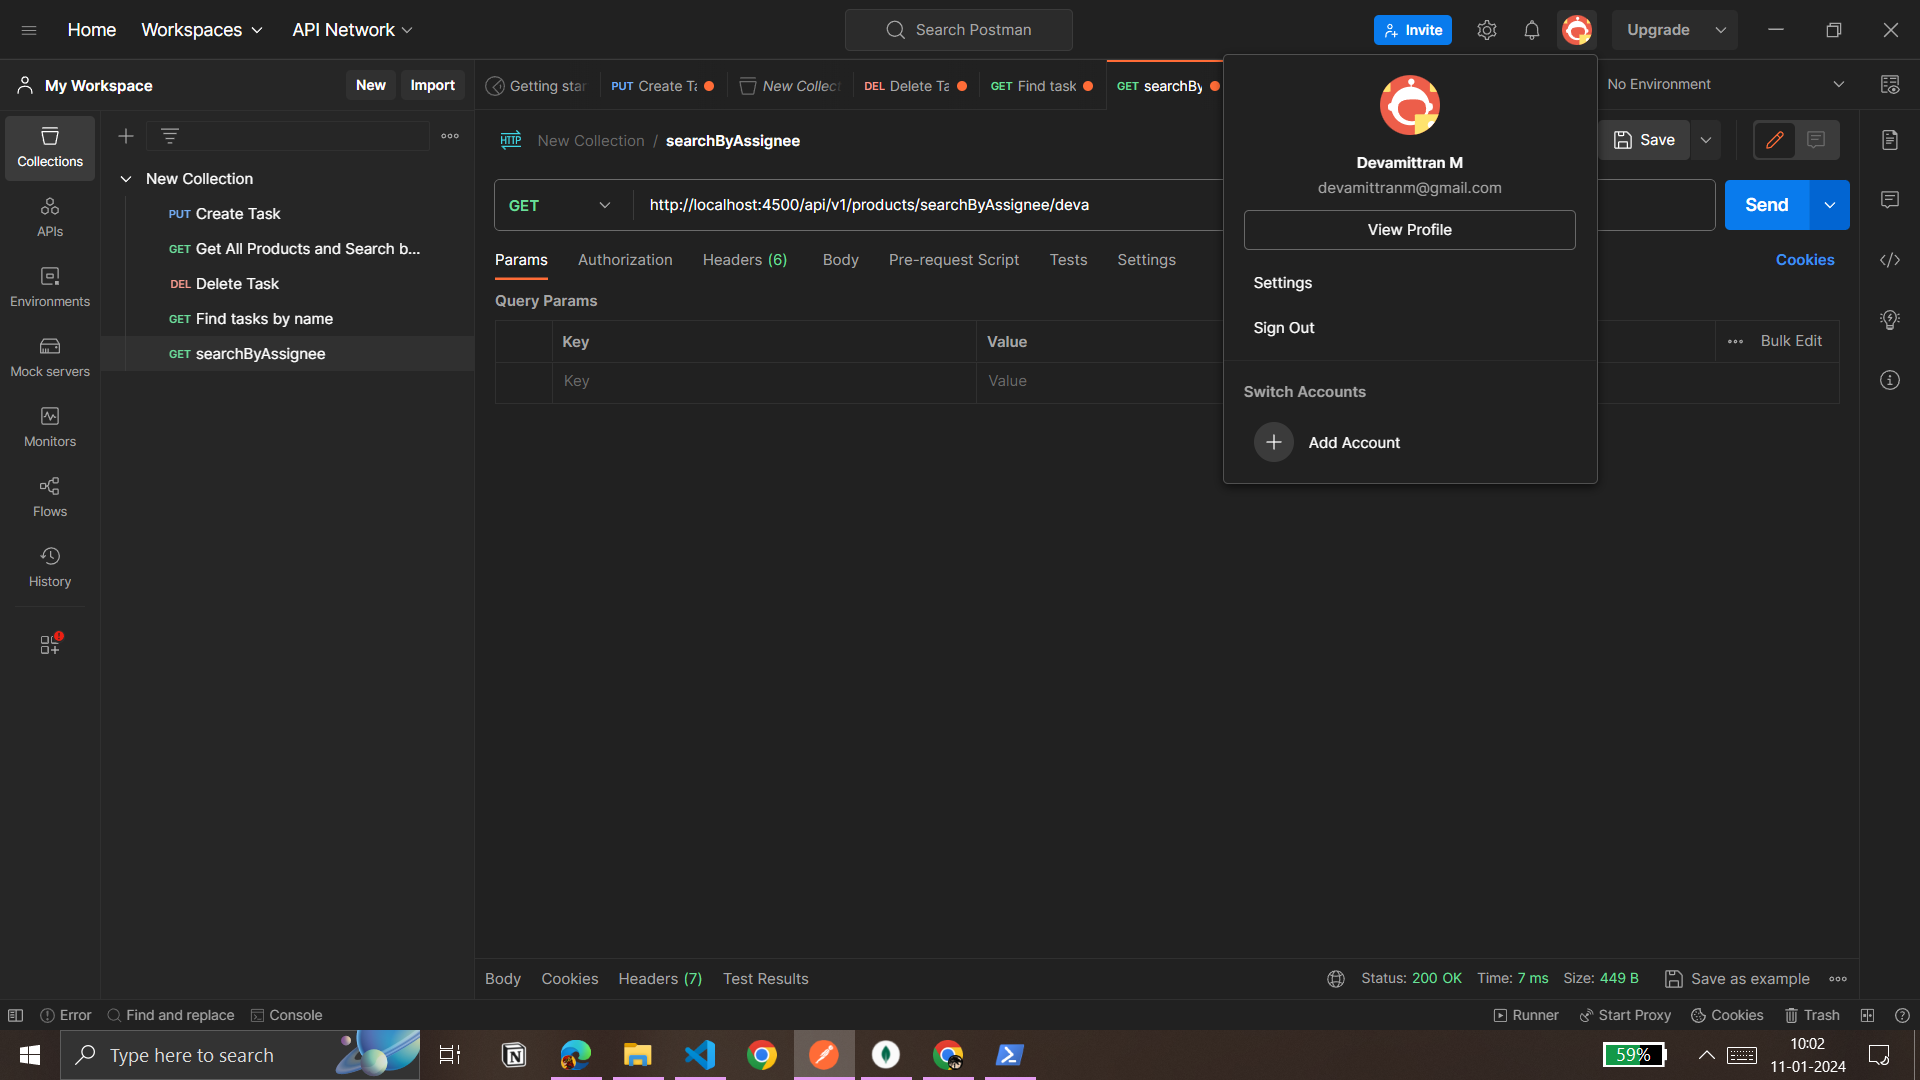 Home
Workspaces
API Network
Search Postman
Invite
Upgrade
My Workspace
New
Import
Getting star
PUT Create Ta
New Collect
DEL Delete Ta
GET Find task
GET searchBy
No Environment
Collections
APIs
Environments
Mock servers
Monitors
Flows
History
New Collection
PUT Create Task
GET Get All Products and Search b...
DEL Delete Task
GET Find tasks by name
GET searchByAssignee
HTTP
New Collection / searchByAssignee
Save
GET
http://localhost:4500/api/v1/products/searchByAssignee/deva
Send
Params
Authorization
Headers (6)
Body
Pre-request Script
Tests
Settings
Cookies
Query Params
Key
Value
Bulk Edit
Key
Value
Devamittran M
devamittranm@gmail.com
View Profile
Settings
Sign Out
Switch Accounts
Add Account
Body
Cookies
Headers (7)
Test Results
Status: 200 OK
Time: 7 ms
Size: 449 B
Save as example
Error
Find and replace
Console
Runner
Start Proxy
Cookies
Trash
Type here to search
59%
10:02
11-01-2024